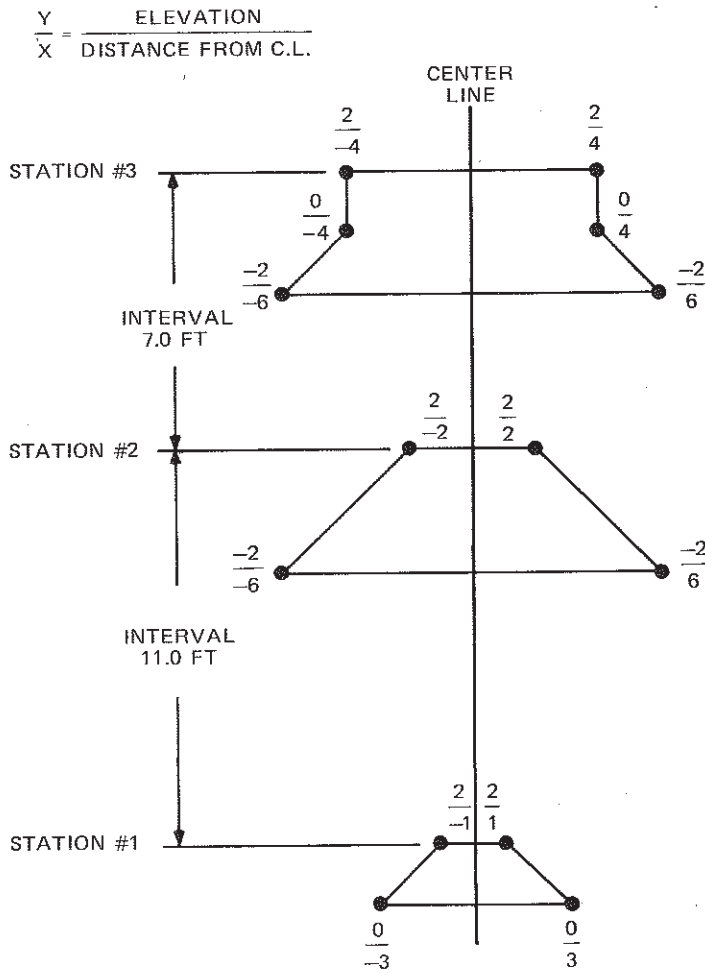 Y/X = ELEVATION/DISTANCE FROM C.L.
CENTER
LINE
2/-4
2/4
STATION #3
0/-4
0/4
-2/-6
-2/6
INTERVAL
7.0 FT
2/-2
2/2
STATION #2
-2/-6
-2/6
INTERVAL
11.0 FT
2/-1
2/1
STATION #1
0/-3
0/3